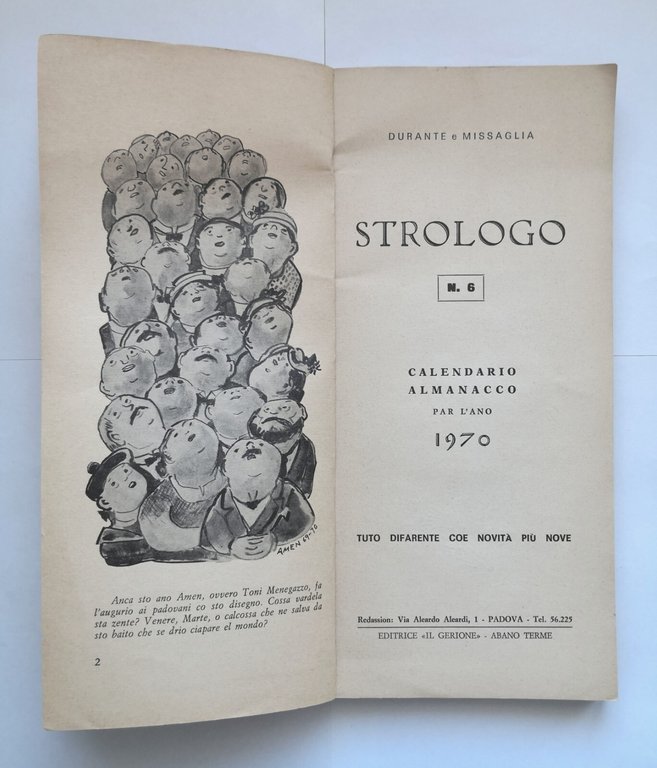 AMEN 69-70
Anca sto ano Amen, ovvero Toni Menegazzo, fa
l'augurio ai padovani co sto disegno. Cossa vardela
sta zente? Venere, Marte, o calcossa che ne salva da
sto baito che se drio ciapare el mondo?
2
DURANTE e MISSAGLIA
STROLOGO
N. 6
CALENDARIO
ALMANACCO
PAR L'ANO
1970
TUTO DIFARENTE COE NOVITÀ PIÙ NOVE
Redassion: Via Aleardo Aleardi, 1 - PADOVA - Tel. 56.225
EDITRICE «IL GERIONE» - ABANO TERME